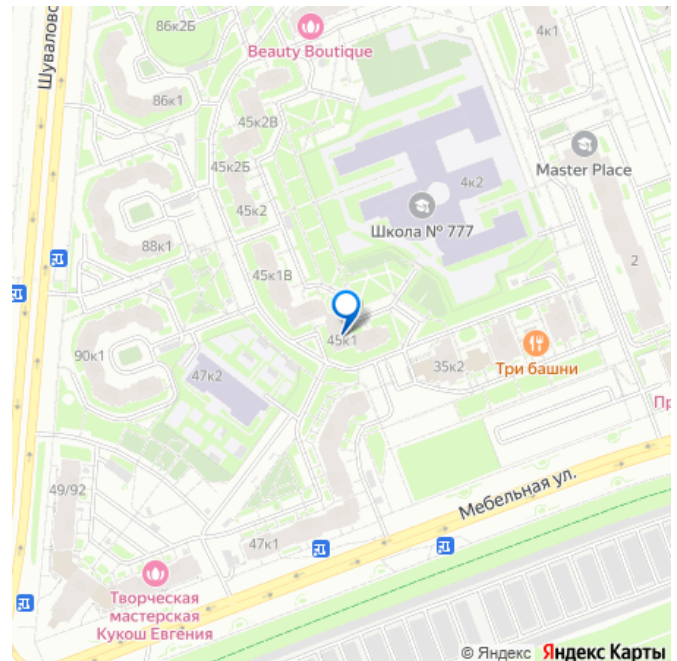 86к2Б
4к1
Шуваловс
Beauty Boutique
86к1
45к2В
Master Place
45к2Б
4к2
45к2
Школа № 777
88к1
45к1В
2
45к1
90к1
35к2
Три башни
47к2
Пр
Мебельная ул.
49/92
47к1
Творческая
мастерская
Кукош Евгения
© Яндекс Яндекс Карты